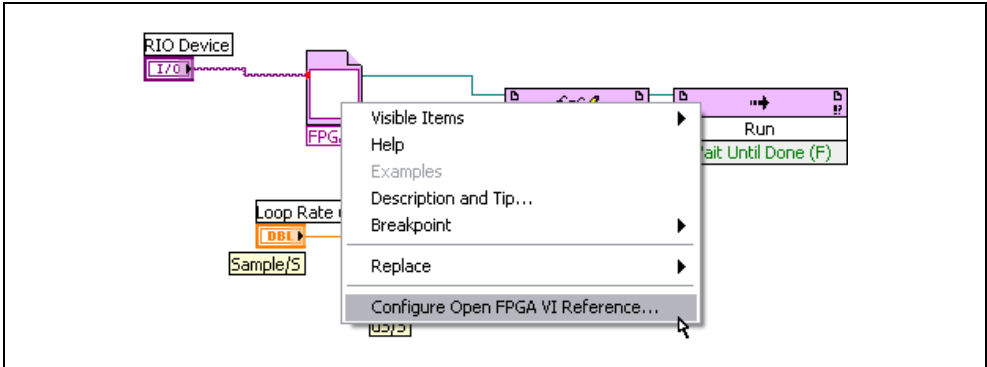 RIO Device
I/O
FPGA
Visible Items
Help
Examples
Description and Tip...
Breakpoint
Replace
Configure Open FPGA VI Reference...
Run
ait Until Done (F)
Loop Rate
DBL
Sample/S
uS/S